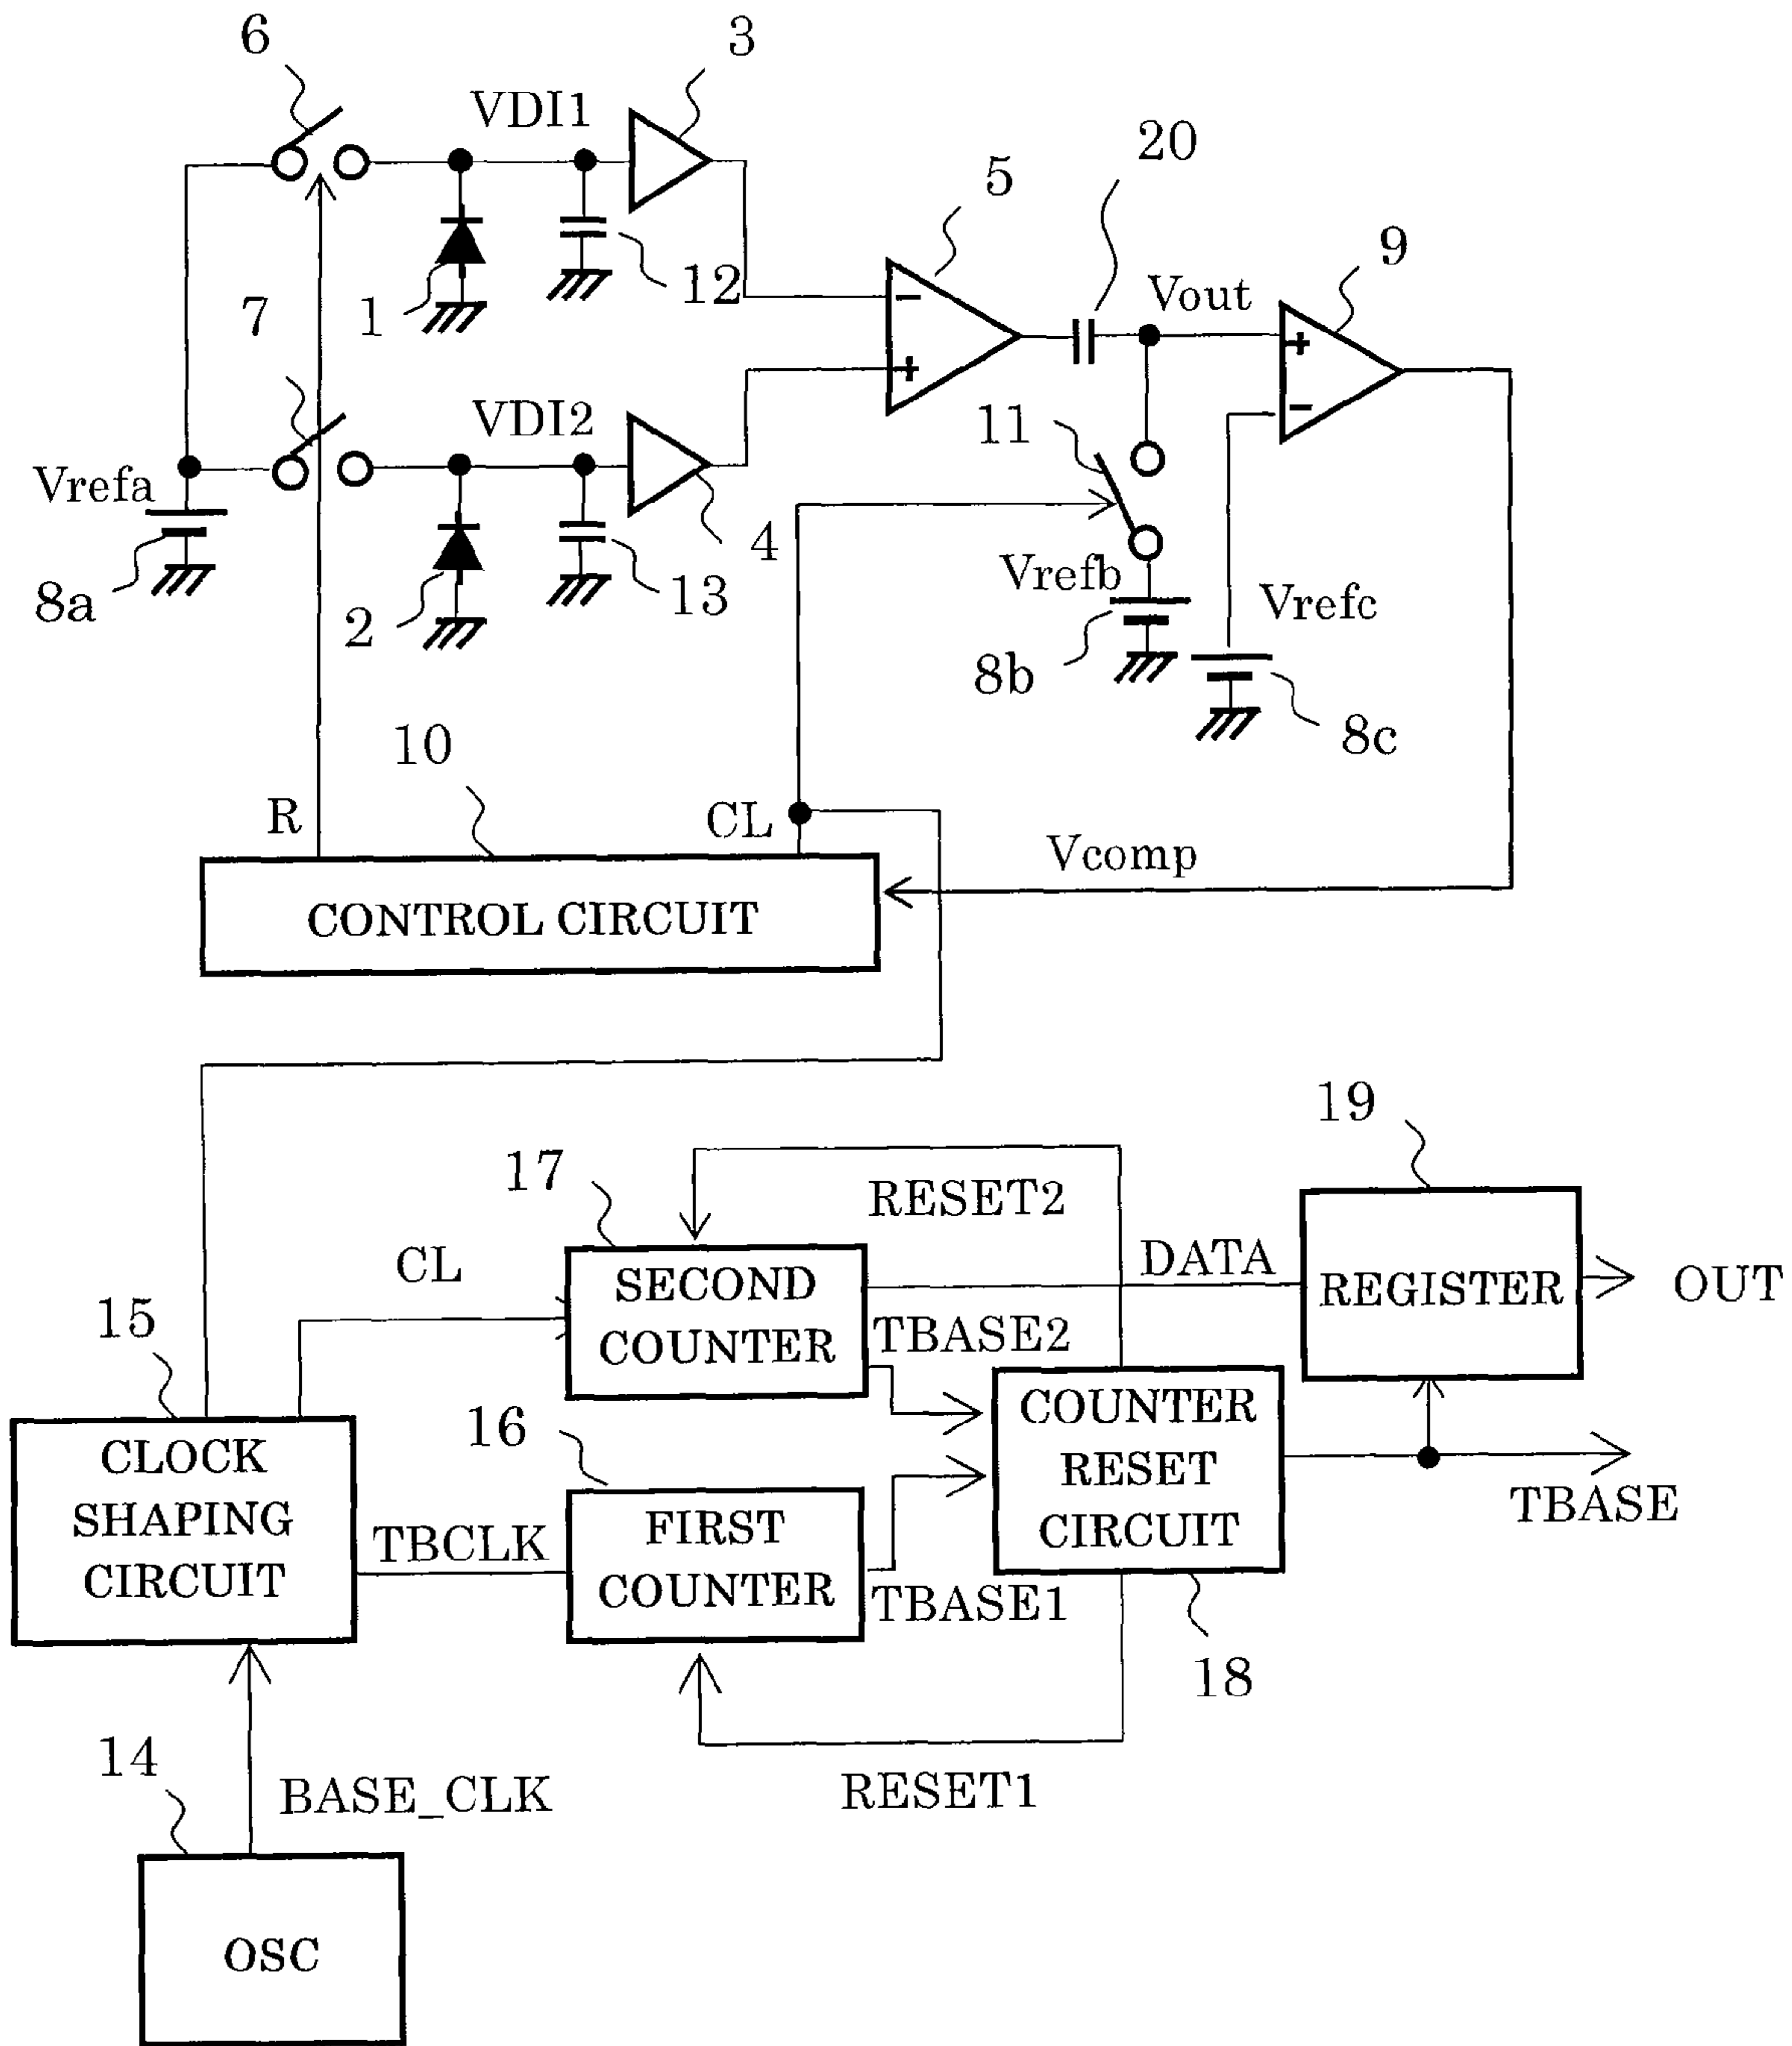 6
3
VDI1
20
5
9
Vout
12
7
1
11
VDI2
Vrefa
4
Vrefb
Vrefc
8a
13
2
8b
8c
10
R
CL
Vcomp
CONTROL CIRCUIT
19
17
RESET2
CL
DATA
SECOND
COUNTER
REGISTER
OUT
15
TBASE2
16
COUNTER
RESET
CIRCUIT
CLOCK
SHAPING
CIRCUIT
TBCLK
FIRST
COUNTER
TBASE
TBASE1
18
14
BASE_CLK
RESET1
OSC
+
-
+
-